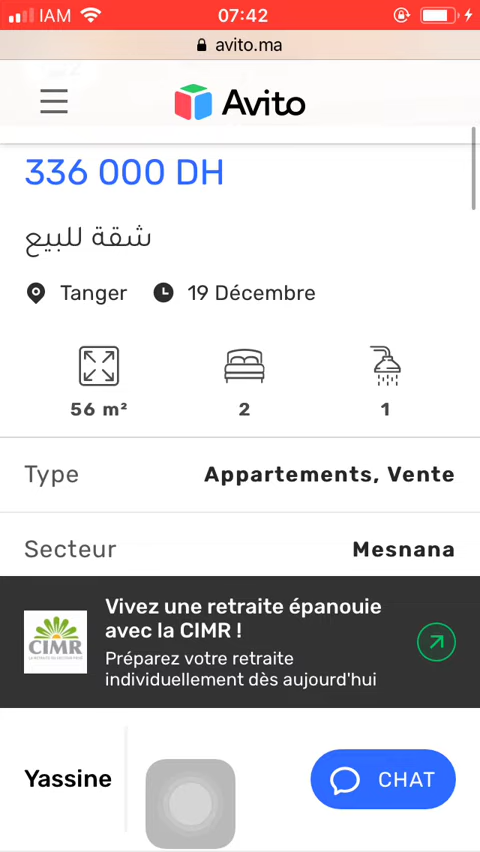 IAM 07:42
avito.ma
Avito
336 000 DH
شقة للبيع
Tanger 19 Décembre
56 m² 2 1
Type Appartements, Vente
Secteur Mesnana
Vivez une retraite épanouie
avec la CIMR !
CIMR
Préparez votre retraite
individuellement dès aujourd'hui
Yassine CHAT